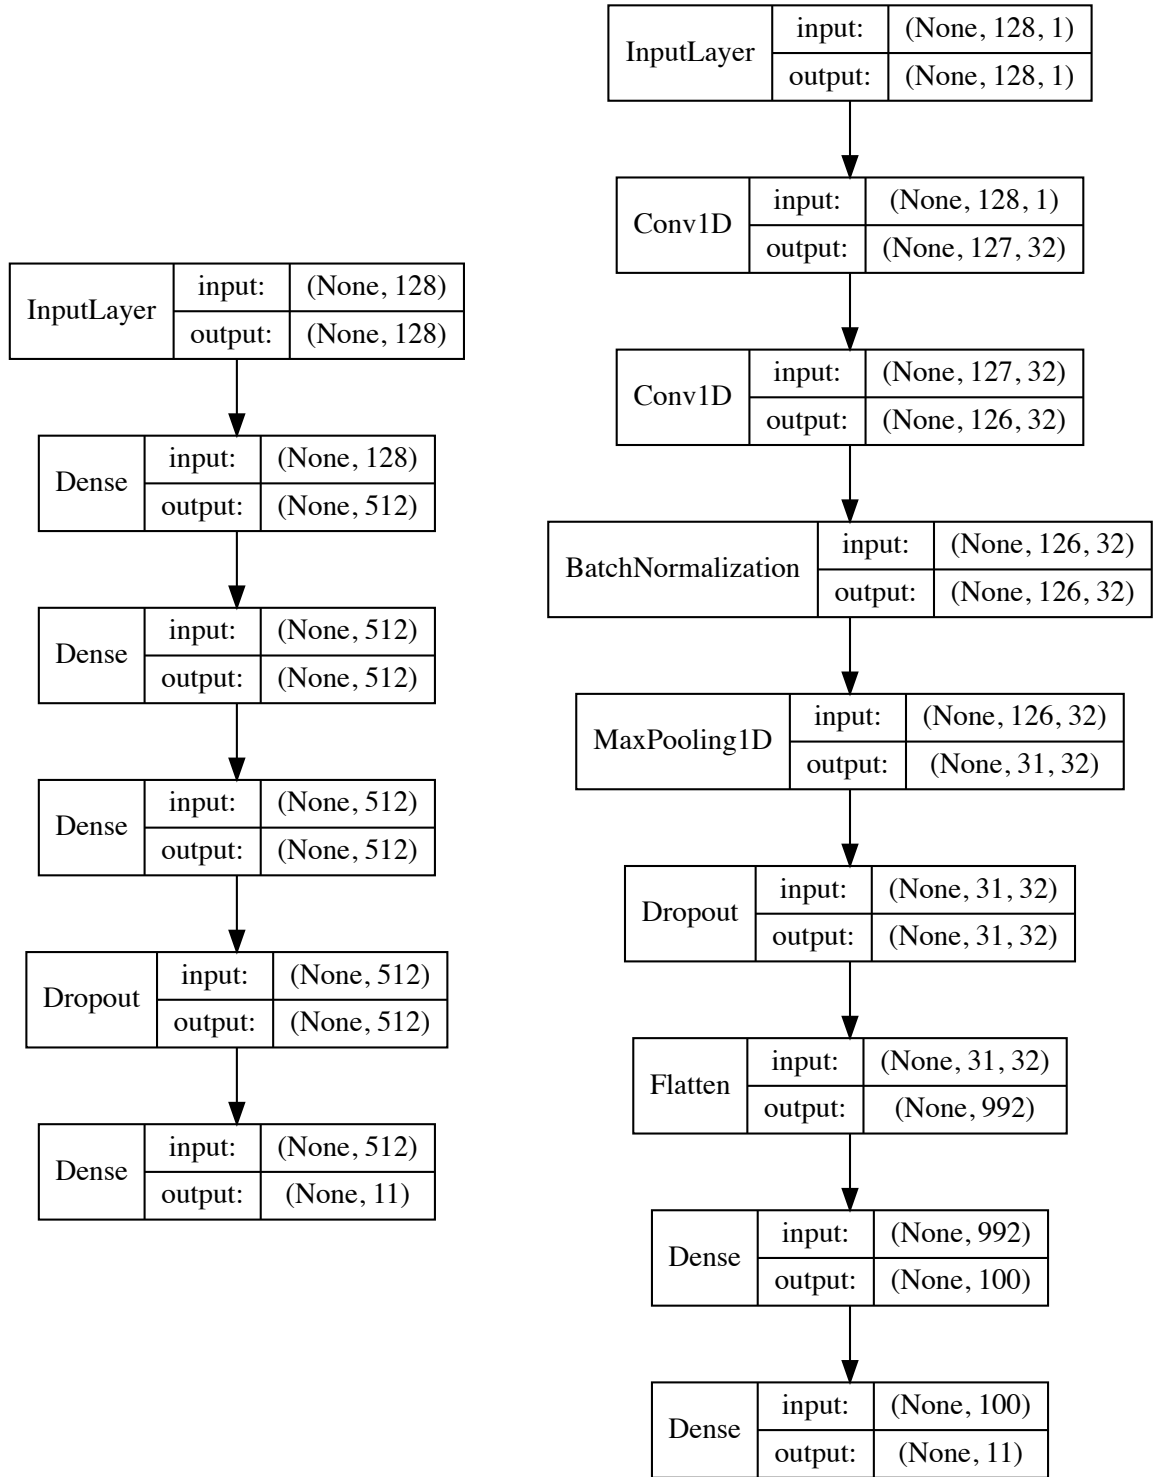 InputLayer
input: (None, 128)
output: (None, 128)
Dense
input: (None, 128)
output: (None, 512)
Dense
input: (None, 512)
output: (None, 512)
Dense
input: (None, 512)
output: (None, 512)
Dropout
input: (None, 512)
output: (None, 512)
Dense
input: (None, 512)
output: (None, 11)
InputLayer
input: (None, 128, 1)
output: (None, 128, 1)
Conv1D
input: (None, 128, 1)
output: (None, 127, 32)
Conv1D
input: (None, 127, 32)
output: (None, 126, 32)
BatchNormalization
input: (None, 126, 32)
output: (None, 126, 32)
MaxPooling1D
input: (None, 126, 32)
output: (None, 31, 32)
Dropout
input: (None, 31, 32)
output: (None, 31, 32)
Flatten
input: (None, 31, 32)
output: (None, 992)
Dense
input: (None, 992)
output: (None, 100)
Dense
input: (None, 100)
output: (None, 11)